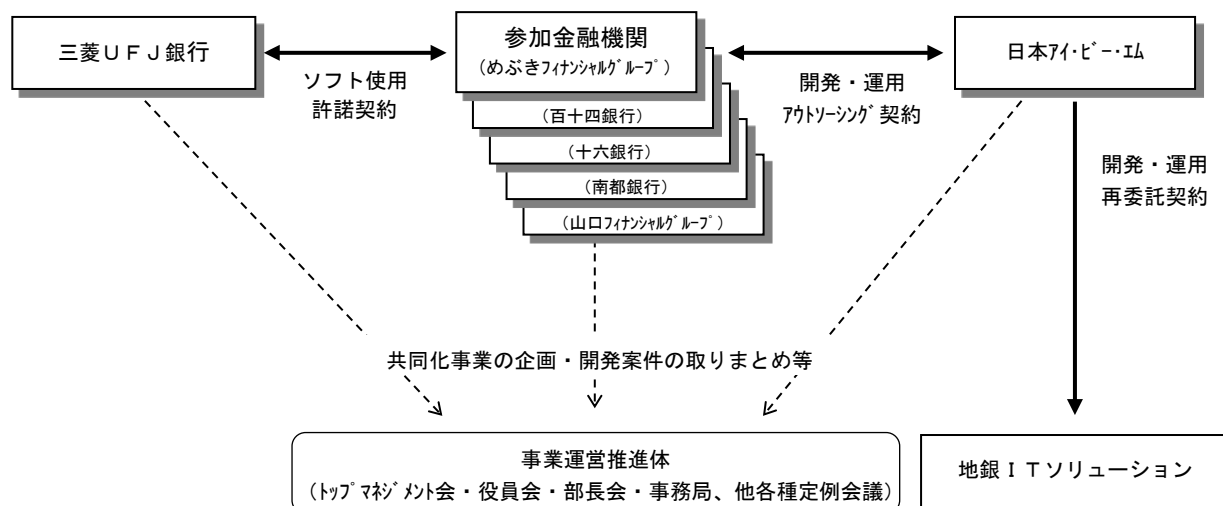 三菱ＵＦＪ銀行
ソフト使用
許諾契約
参加金融機関
(めぶきﾌｨﾅﾝｼｬﾙｸﾞﾙｰﾌﾟ)
(百十四銀行)
(十六銀行)
(南都銀行)
(山口ﾌｨﾅﾝｼｬﾙｸﾞﾙｰﾌﾟ)
開発・運用
ｱｳﾄｿｰｼﾝｸﾞ契約
日本ｱｲ･ﾋﾞｰ･ｴﾑ
開発・運用
再委託契約
共同化事業の企画・開発案件の取りまとめ等
事業運営推進体
(ﾄｯﾌﾟﾏﾈｼﾞﾒﾝﾄ会・役員会・部長会・事務局、他各種定例会議)
地銀ＩＴソリューション